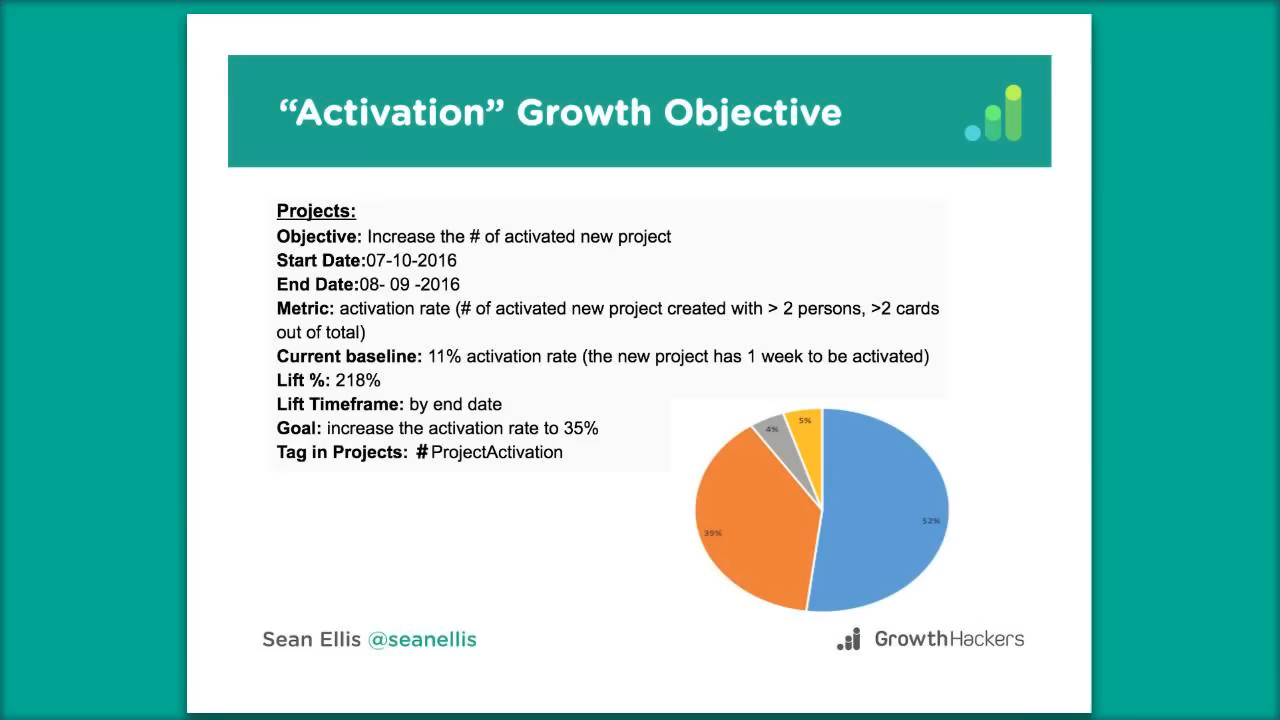 “Activation” Growth Objective
Projects:
Objective: Increase the # of activated new project
Start Date:07-10-2016
End Date:08- 09 -2016
Metric: activation rate (# of activated new project created with > 2 persons, >2 cards
out of total)
Current baseline: 11% activation rate (the new project has 1 week to be activated)
Lift %: 218%
Lift Timeframe: by end date
Goal: increase the activation rate to 35%
Tag in Projects: #ProjectActivation
4%
5%
52%
39%
Sean Ellis @seanellis
GrowthHackers